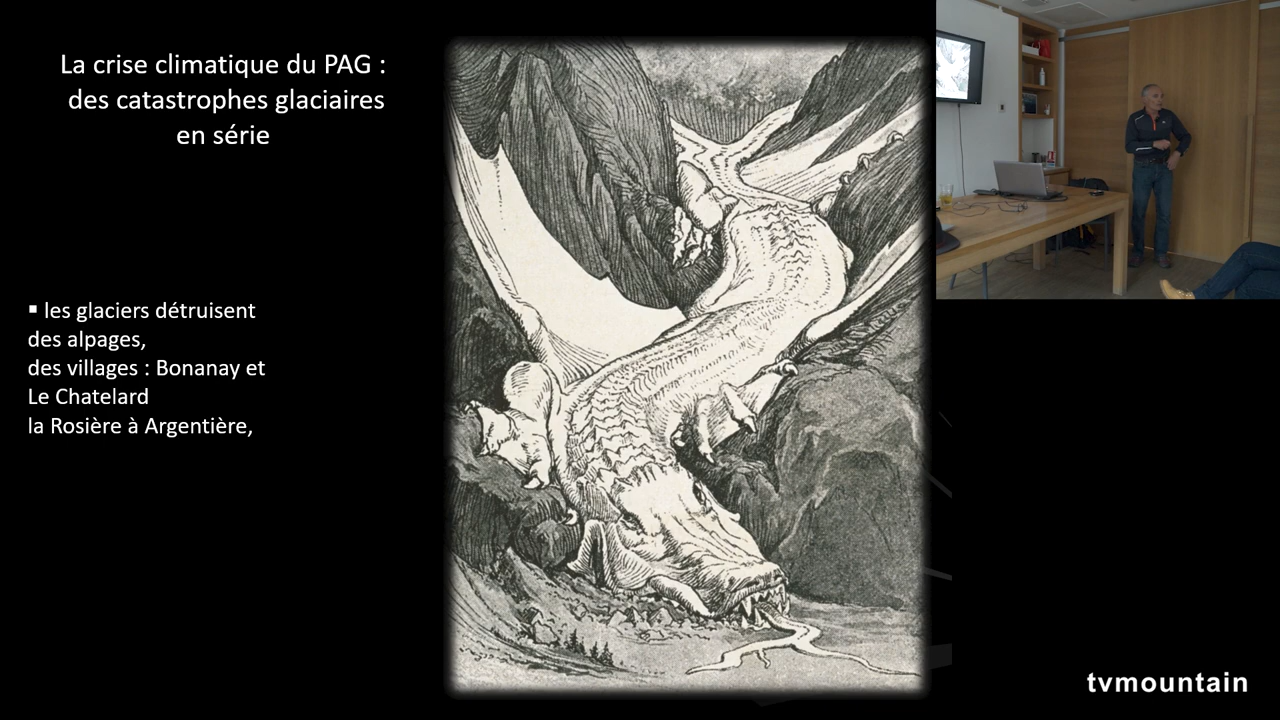 La crise climatique du PAG :
des catastrophes glaciaires
en série
▪ les glaciers détruisent
des alpages,
des villages : Bonanay et
Le Chatelard
la Rosière à Argentière,
tvmountain